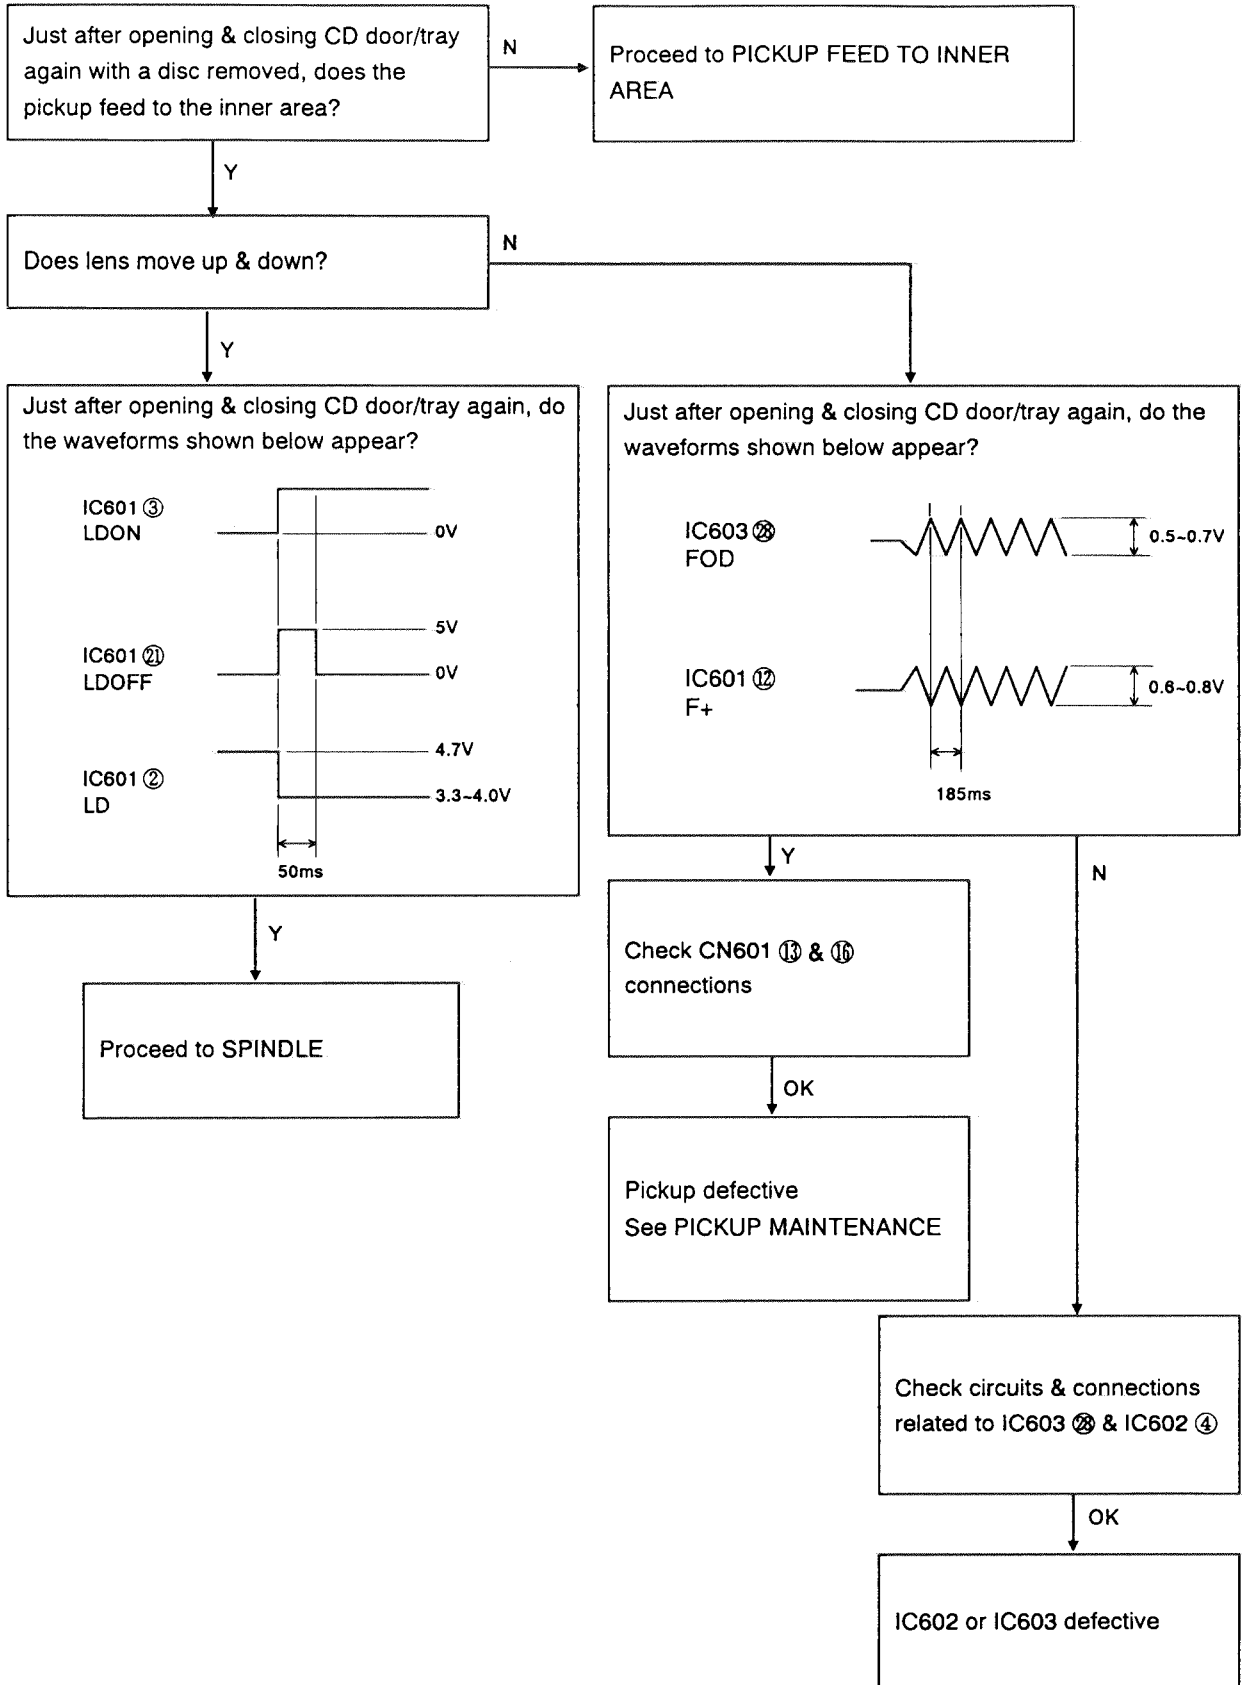 Just after opening & closing CD door/tray
again with a disc removed, does the
pickup feed to the inner area?
N
Proceed to PICKUP FEED TO INNER
AREA
Y
Does lens move up & down?
N
Y
Just after opening & closing CD door/tray again, do
the waveforms shown below appear?
IC601 ③
LDON
0V
5V
IC601 ㉑
LDOFF
0V
4.7V
IC601 ②
LD
3.3~4.0V
50ms
Y
Proceed to SPINDLE
Just after opening & closing CD door/tray again, do the
waveforms shown below appear?
IC603 ㉘
FOD
0.5~0.7V
IC601 ⑫
F+
0.6~0.8V
185ms
Y
N
Check CN601 ⑬ & ⑯
connections
OK
Pickup defective
See PICKUP MAINTENANCE
Check circuits & connections
related to IC603 ㉘ & IC602 ④
OK
IC602 or IC603 defective